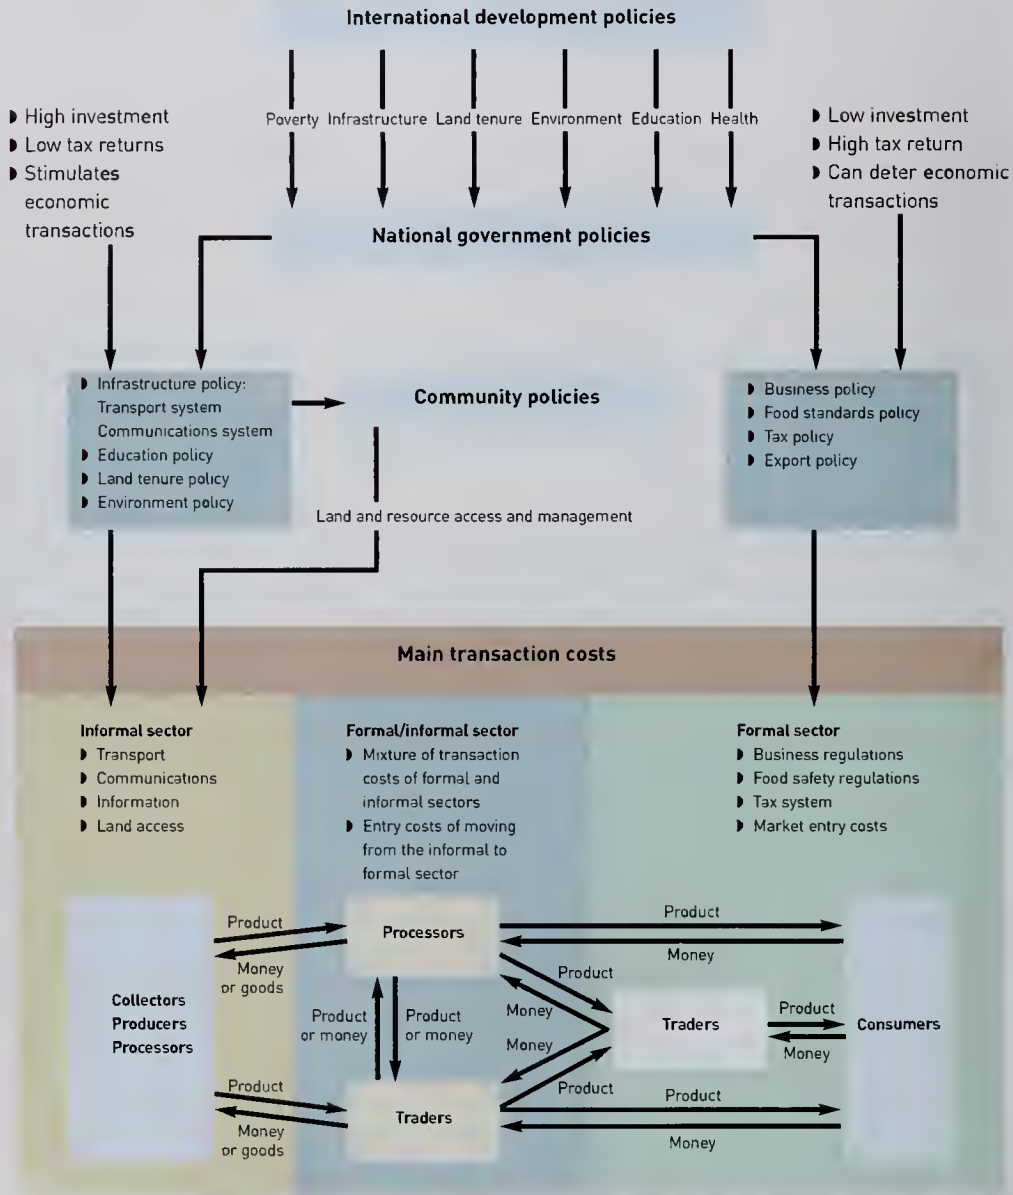 International development policies
Poverty Infrastructure Land tenure Environment Education Health
High investment
Low tax returns
Stimulates
economic
transactions
Low investment
High tax return
Can deter economic
transactions
National government policies
Infrastructure policy:
Transport system
Communications system
Education policy
Land tenure policy
Environment policy
Community policies
Land and resource access and management
Business policy
Food standards policy
Tax policy
Export policy
Main transaction costs
Informal sector
Transport
Communications
Information
Land access
Formal/informal sector
Mixture of transaction
costs of formal and
informal sectors
Entry costs of moving
from the informal to
formal sector
Formal sector
Business regulations
Food safety regulations
Tax system
Market entry costs
Collectors
Producers
Processors
Product
Money
or goods
Processors
Product
Money
Product
or money
Product
or money
Product
Money
Money
Product
Traders
Product
Money
Consumers
Product
Money
or goods
Traders
Product
Money